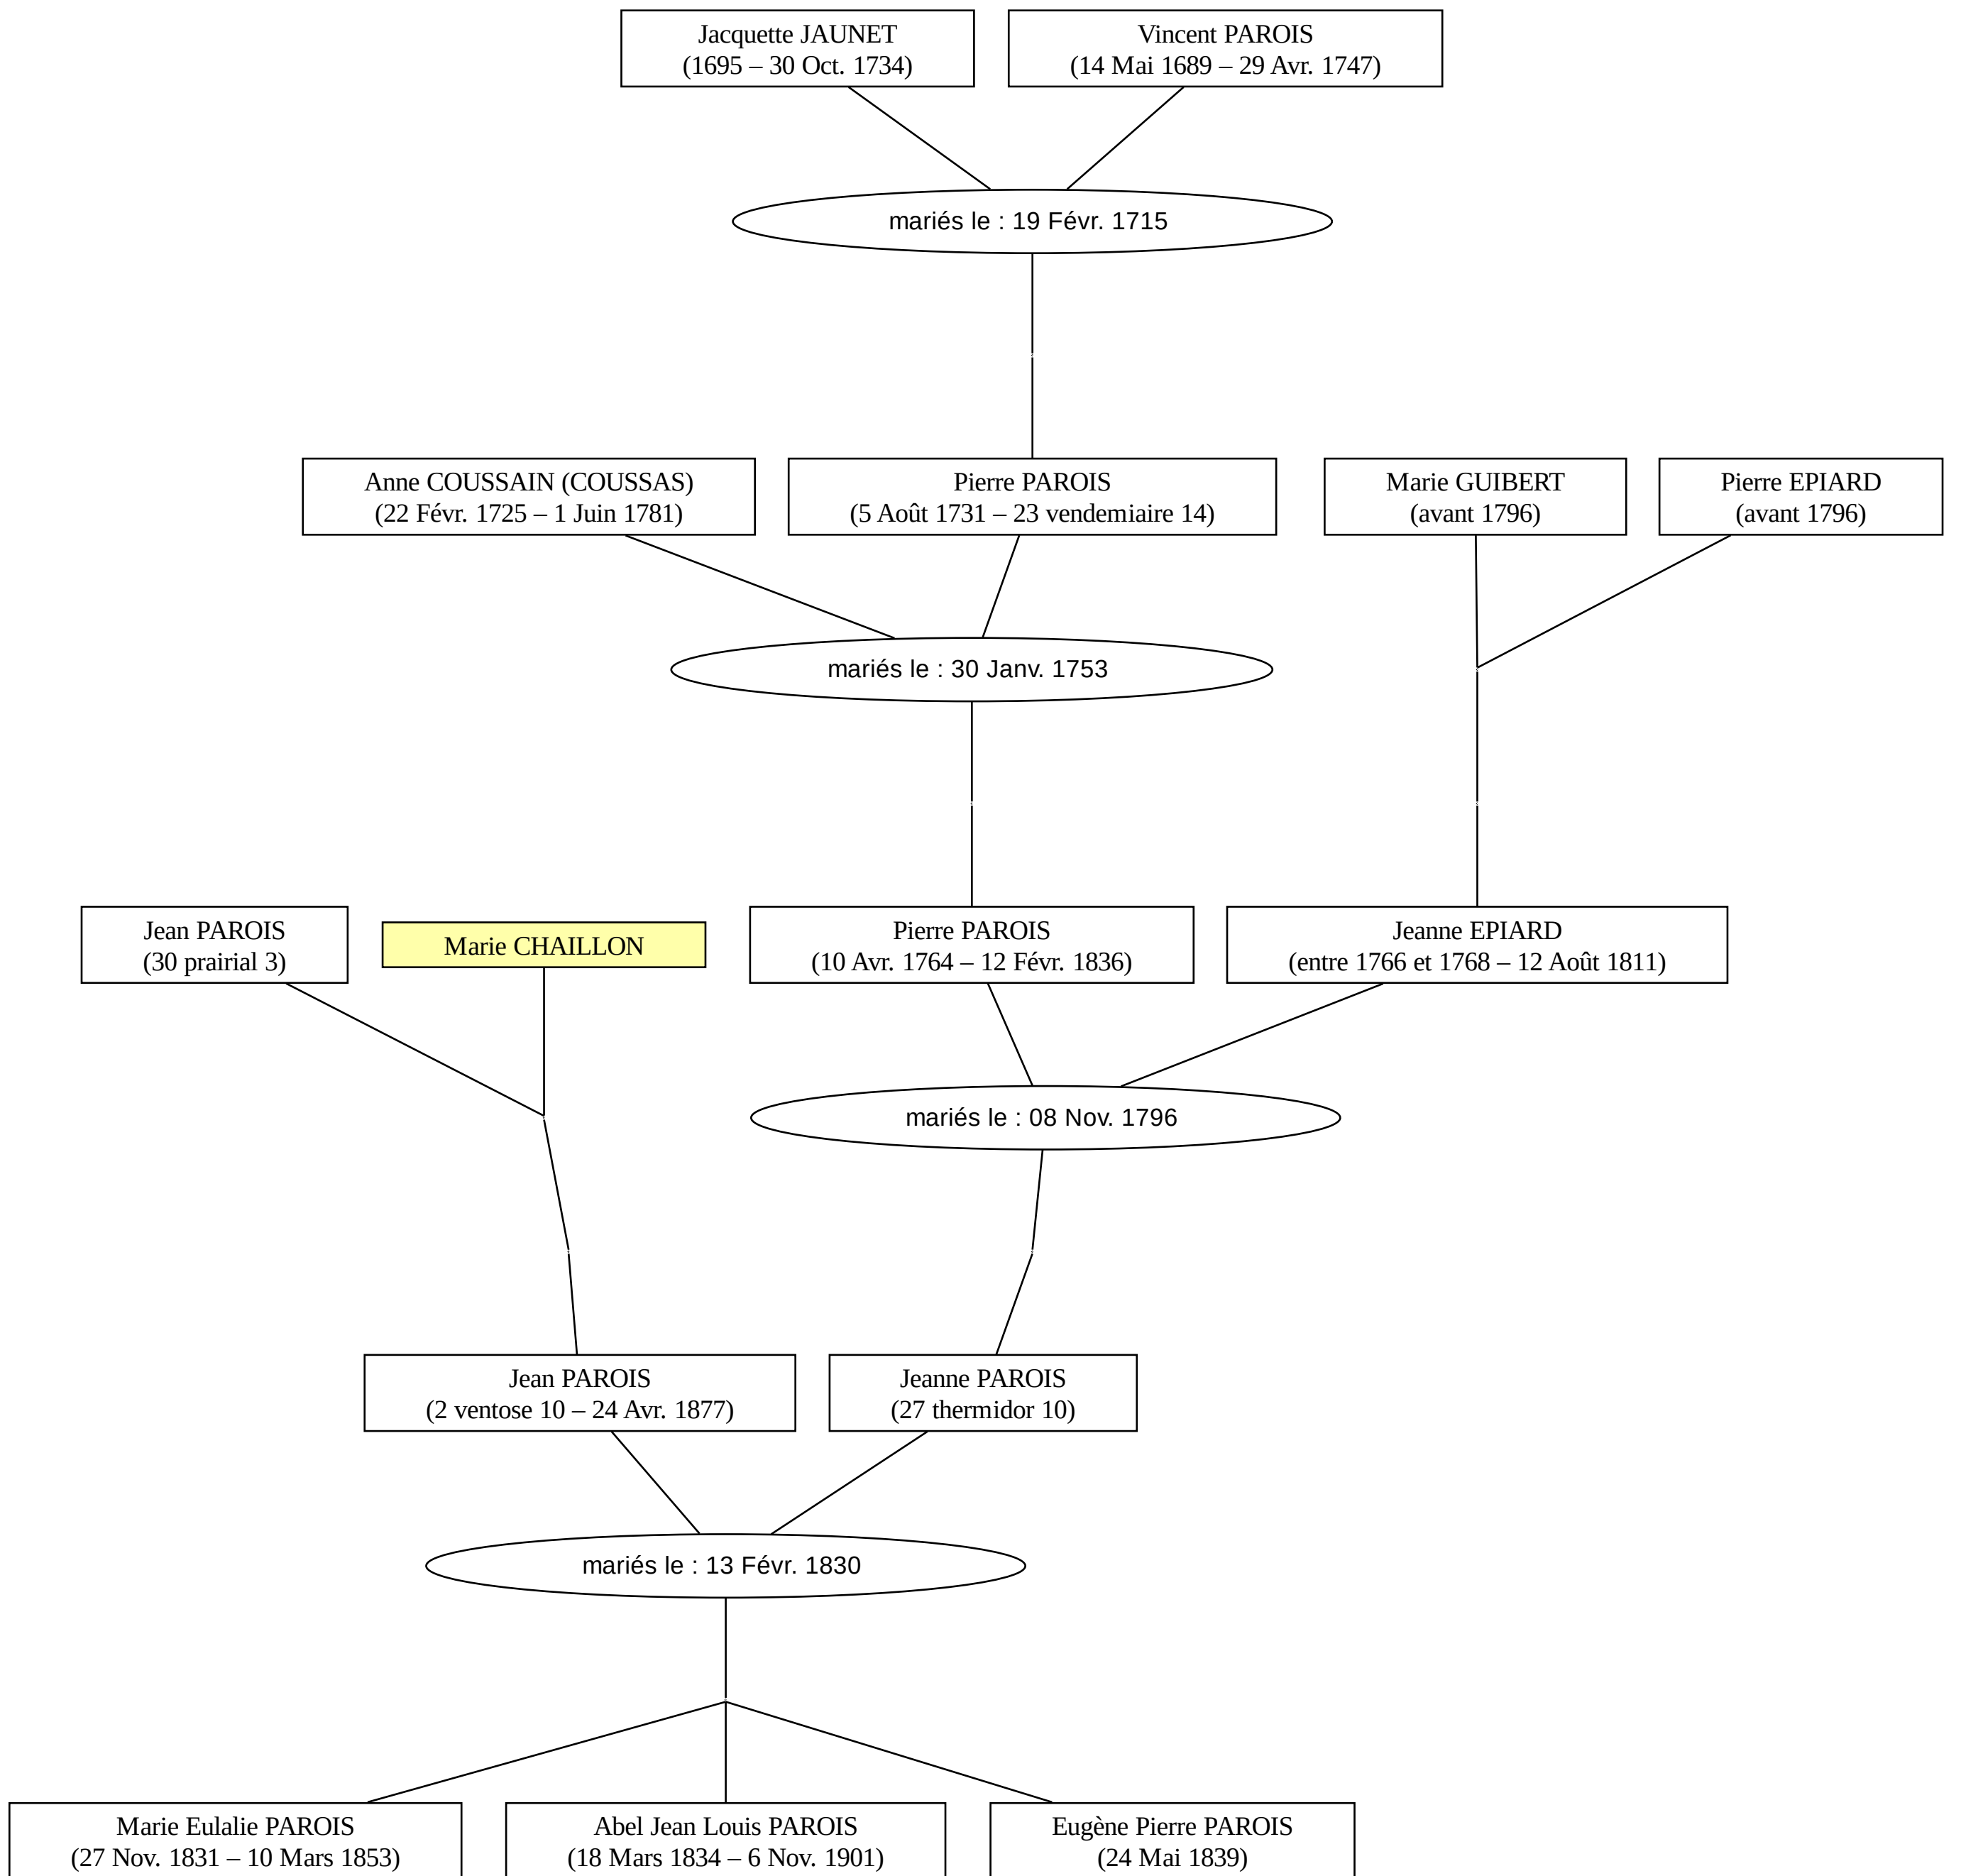 Jacquette JAUNET
(1695 – 30 Oct. 1734)
Vincent PAROIS
(14 Mai 1689 – 29 Avr. 1747)
mariés le : 19 Févr. 1715
Anne COUSSAIN (COUSSAS)
(22 Févr. 1725 – 1 Juin 1781)
Pierre PAROIS
(5 Août 1731 – 23 vendemiaire 14)
Marie GUIBERT
(avant 1796)
Pierre EPIARD
(avant 1796)
mariés le : 30 Janv. 1753
Jean PAROIS
(30 prairial 3)
Marie CHAILLON
Pierre PAROIS
(10 Avr. 1764 – 12 Févr. 1836)
Jeanne EPIARD
(entre 1766 et 1768 – 12 Août 1811)
mariés le : 08 Nov. 1796
Jean PAROIS
(2 ventose 10 – 24 Avr. 1877)
Jeanne PAROIS
(27 thermidor 10)
mariés le : 13 Févr. 1830
Marie Eulalie PAROIS
(27 Nov. 1831 – 10 Mars 1853)
Abel Jean Louis PAROIS
(18 Mars 1834 – 6 Nov. 1901)
Eugène Pierre PAROIS
(24 Mai 1839)